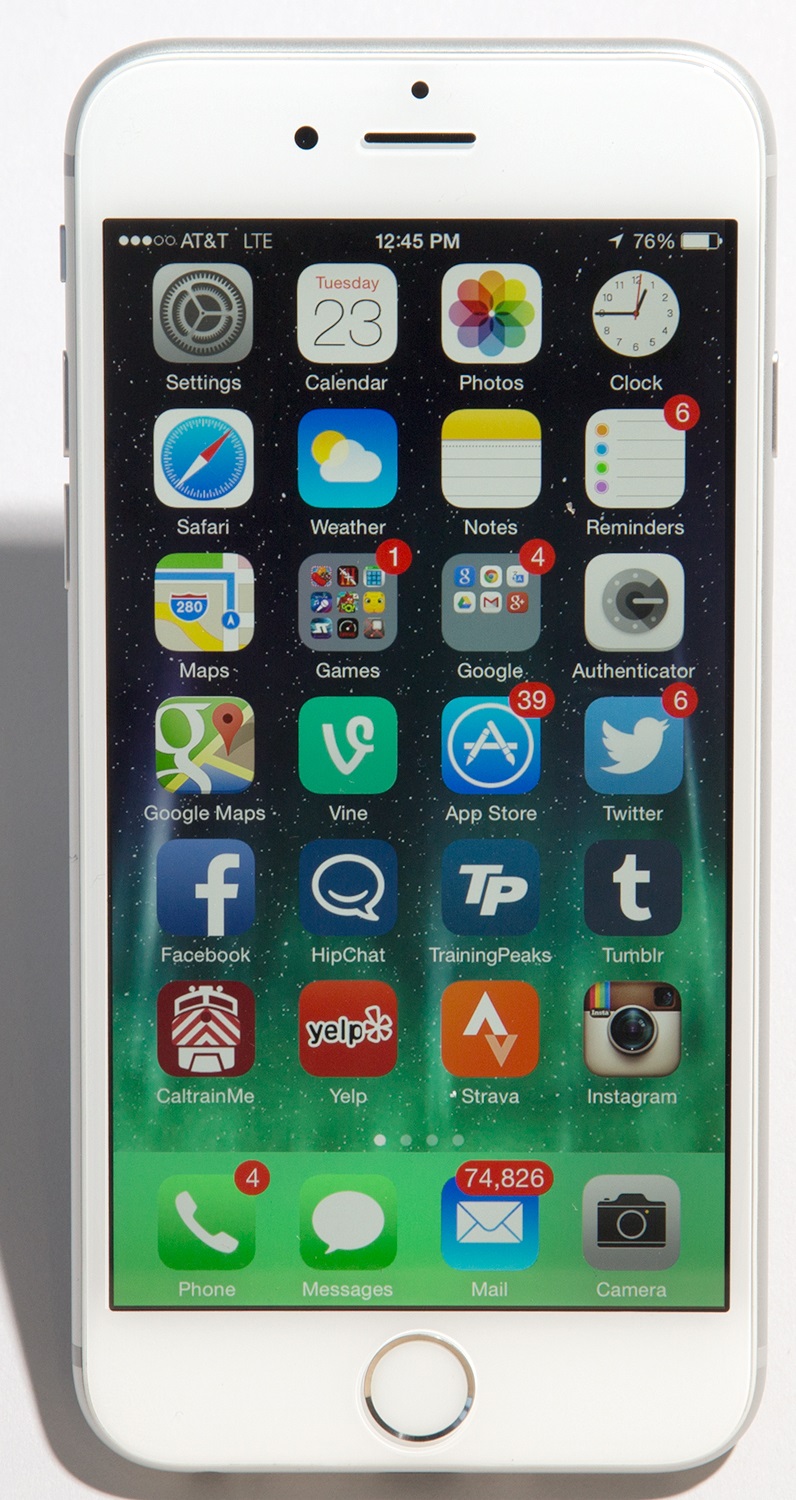 AT&T LTE 12:45 PM 76%
Tuesday
23
Settings Calendar Photos Clock
6
Safari Weather Notes Reminders
1 4
280
Maps Games Google Authenticator
39 6
Google Maps Vine App Store Twitter
TP
Facebook HipChat TrainingPeaks Tumblr
yelp Insta
CaltrainMe Yelp Strava Instagram
4 74,826
Phone Messages Mail Camera